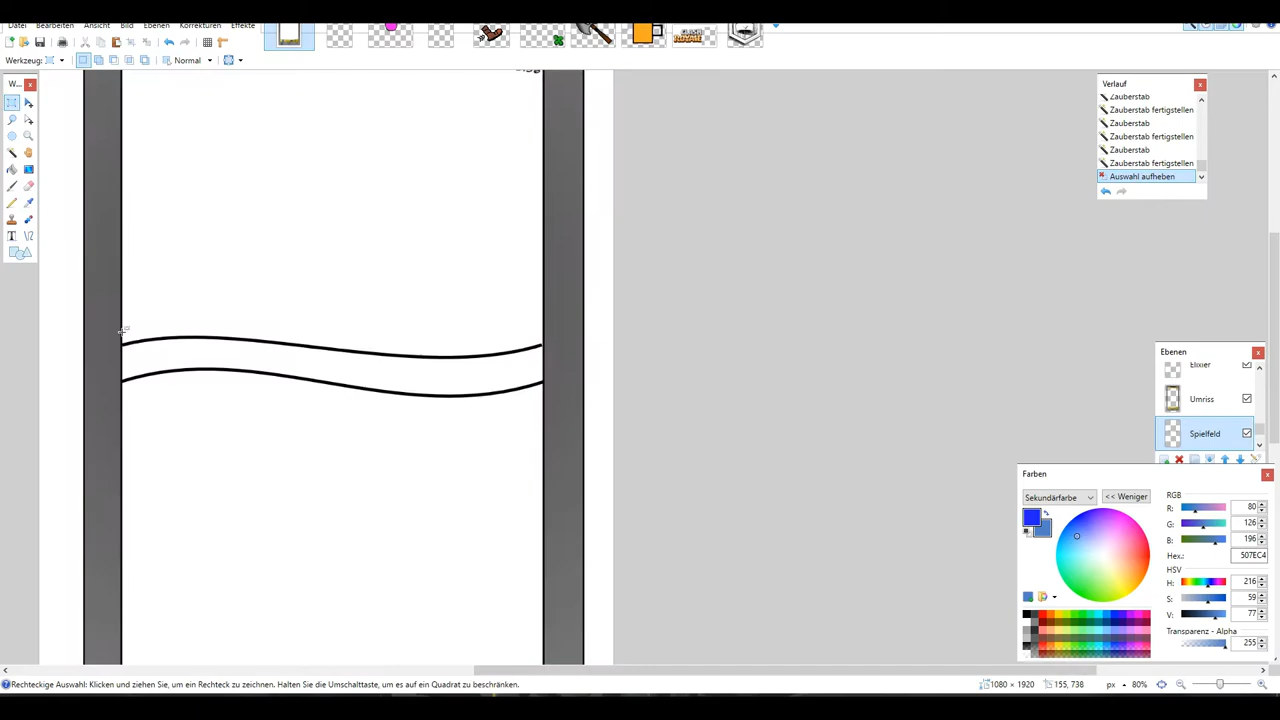 Datei Bearbeiten Ansicht Bild Ebenen Korrekturen Effekte
CLASH ROYALE
Werkzeug: Normal
W...
Verlauf
Zauberstab
Zauberstab fertigstellen
Zauberstab
Zauberstab fertigstellen
Zauberstab
Zauberstab fertigstellen
Auswahl aufheben
Ebenen
Elixier
Umriss
Spielfeld
Farben
Sekundärfarbe << Weniger
RGB
R: 80
G: 126
B: 196
Hex.: 507EC4
HSV
H: 216
S: 59
V: 77
Transparenz - Alpha
255
Rechteckige Auswahl: Klicken und ziehen Sie, um ein Rechteck zu zeichnen. Halten Sie die Umschalttaste, um es auf ein Quadrat zu beschränken.
1080 × 1920 155, 738 px 80%